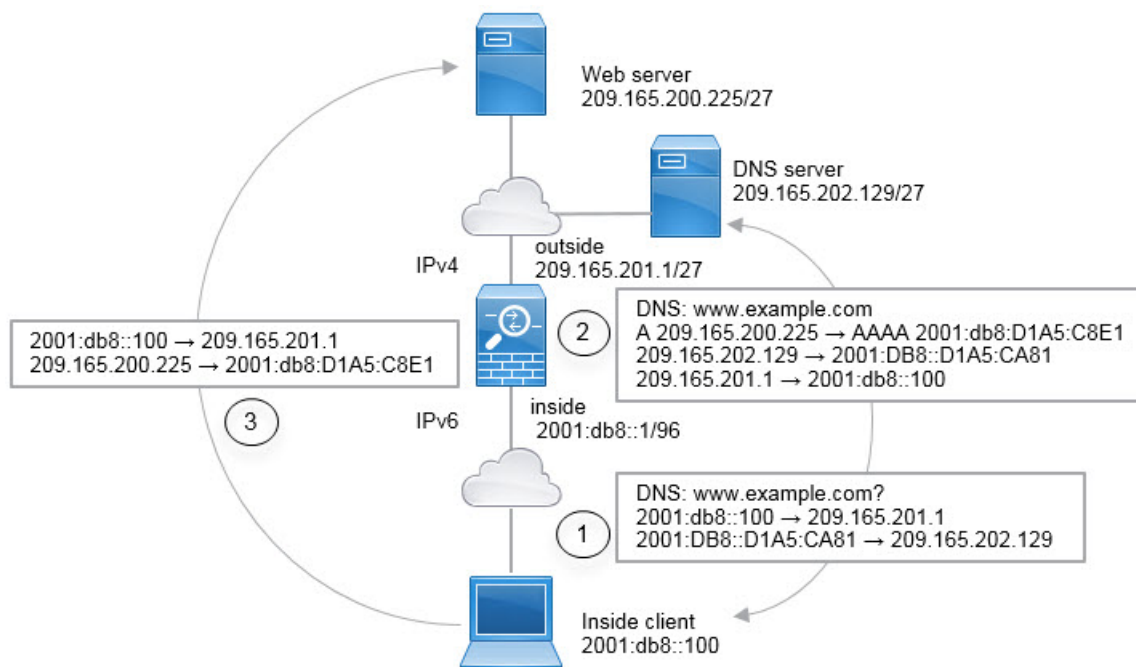 Web server
209.165.200.225/27
DNS server
209.165.202.129/27
outside
209.165.201.1/27
IPv4
2
DNS: www.example.com
A 209.165.200.225 → AAAA 2001:db8:D1A5:C8E1
209.165.202.129 → 2001:DB8::D1A5:CA81
209.165.201.1 → 2001:db8::100
2001:db8::100 → 209.165.201.1
209.165.200.225 → 2001:db8:D1A5:C8E1
3
IPv6
inside
2001:db8::1/96
1
DNS: www.example.com?
2001:db8::100 → 209.165.201.1
2001:DB8::D1A5:CA81 → 209.165.202.129
Inside client
2001:db8::100